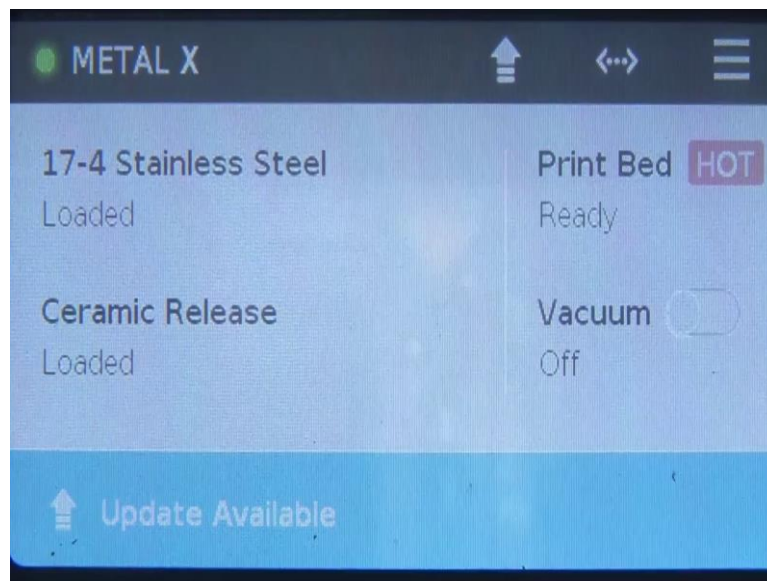 METAL X
17-4 Stainless Steel
Loaded
Print Bed HOT
Ready
Ceramic Release
Loaded
Vacuum
Off
Update Available